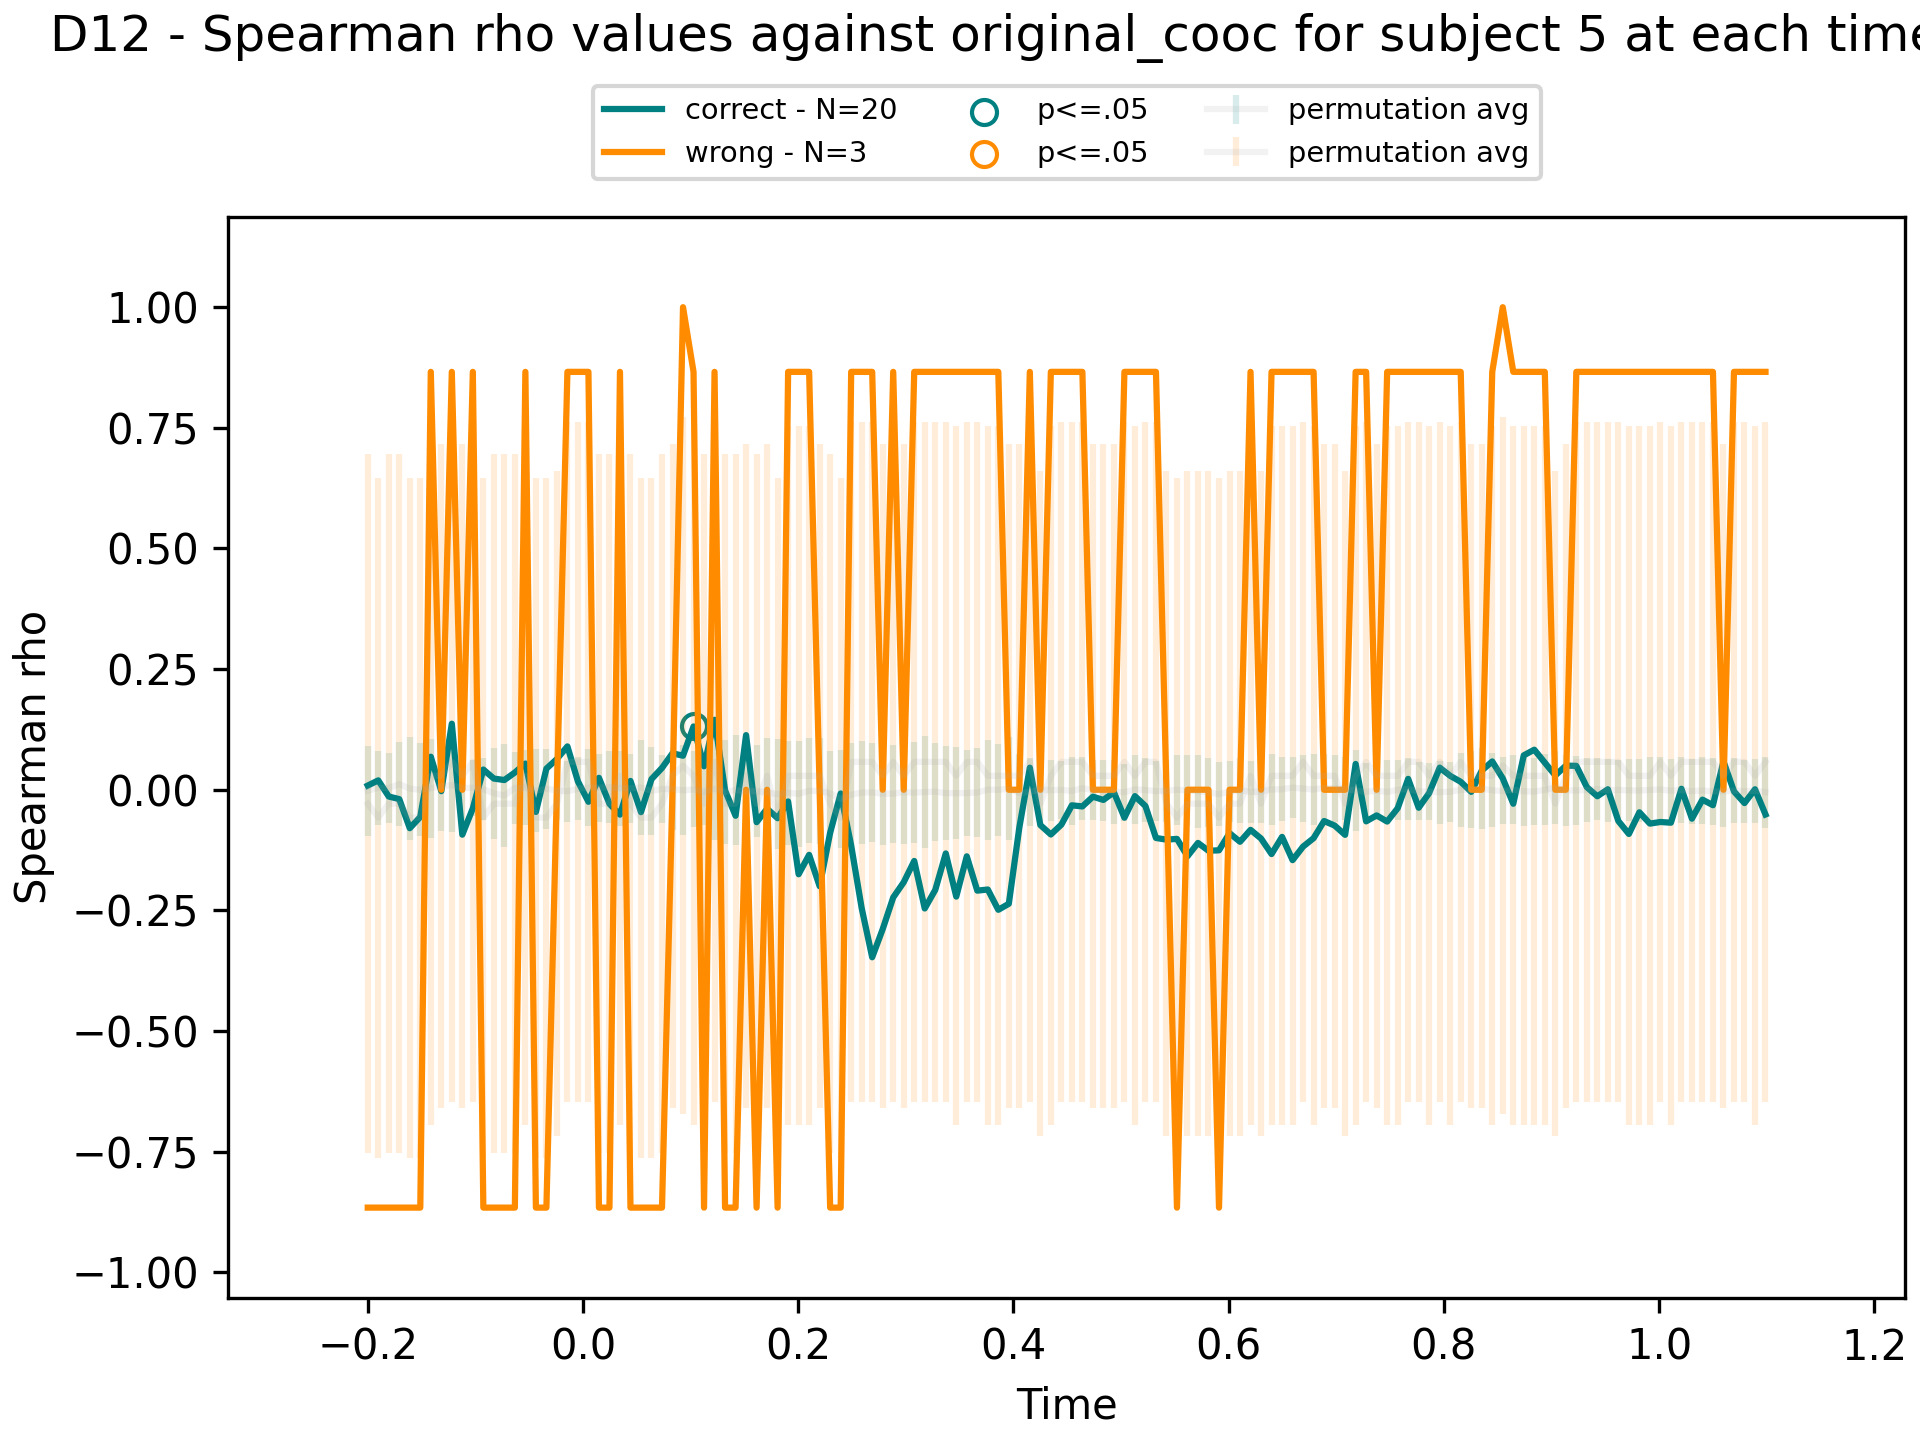 D12 - Spearman rho values against original_cooc for subject 5 at each time
correct - N=20
wrong - N=3
p<=.05
p<=.05
permutation avg
permutation avg
1.00
0.75
0.50
0.25
0.00
−0.25
−0.50
−0.75
−1.00
Spearman rho
−0.2
0.0
0.2
0.4
0.6
0.8
1.0
1.2
Time